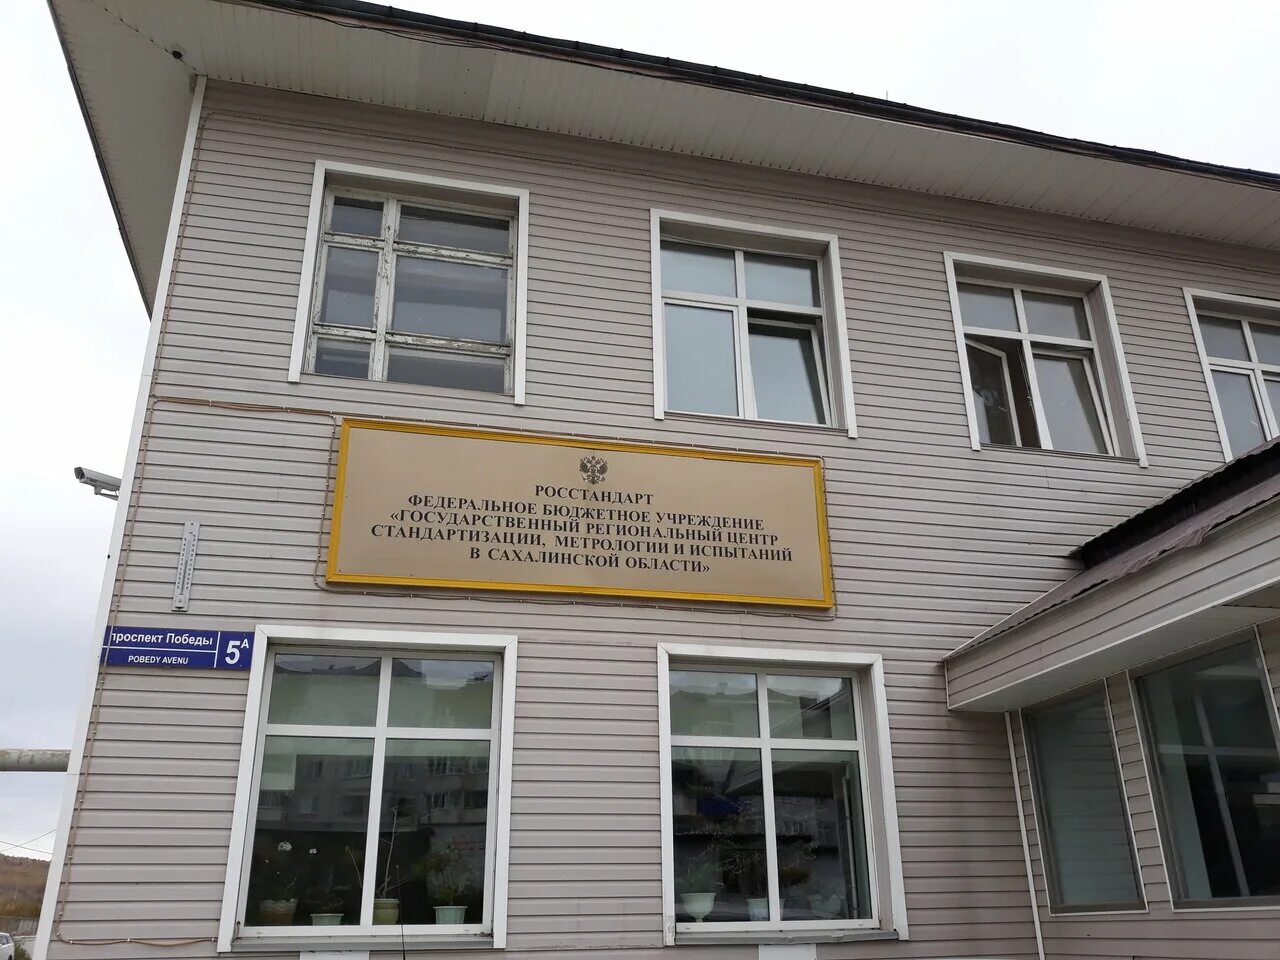 РОССТАНДАРТ
ФЕДЕРАЛЬНОЕ БЮДЖЕТНОЕ УЧРЕЖДЕНИЕ
«ГОСУДАРСТВЕННЫЙ РЕГИОНАЛЬНЫЙ ЦЕНТР
СТАНДАРТИЗАЦИИ, МЕТРОЛОГИИ И ИСПЫТАНИЙ
В САХАЛИНСКОЙ ОБЛАСТИ»
проспект Победы
POBEDY AVENU
5А